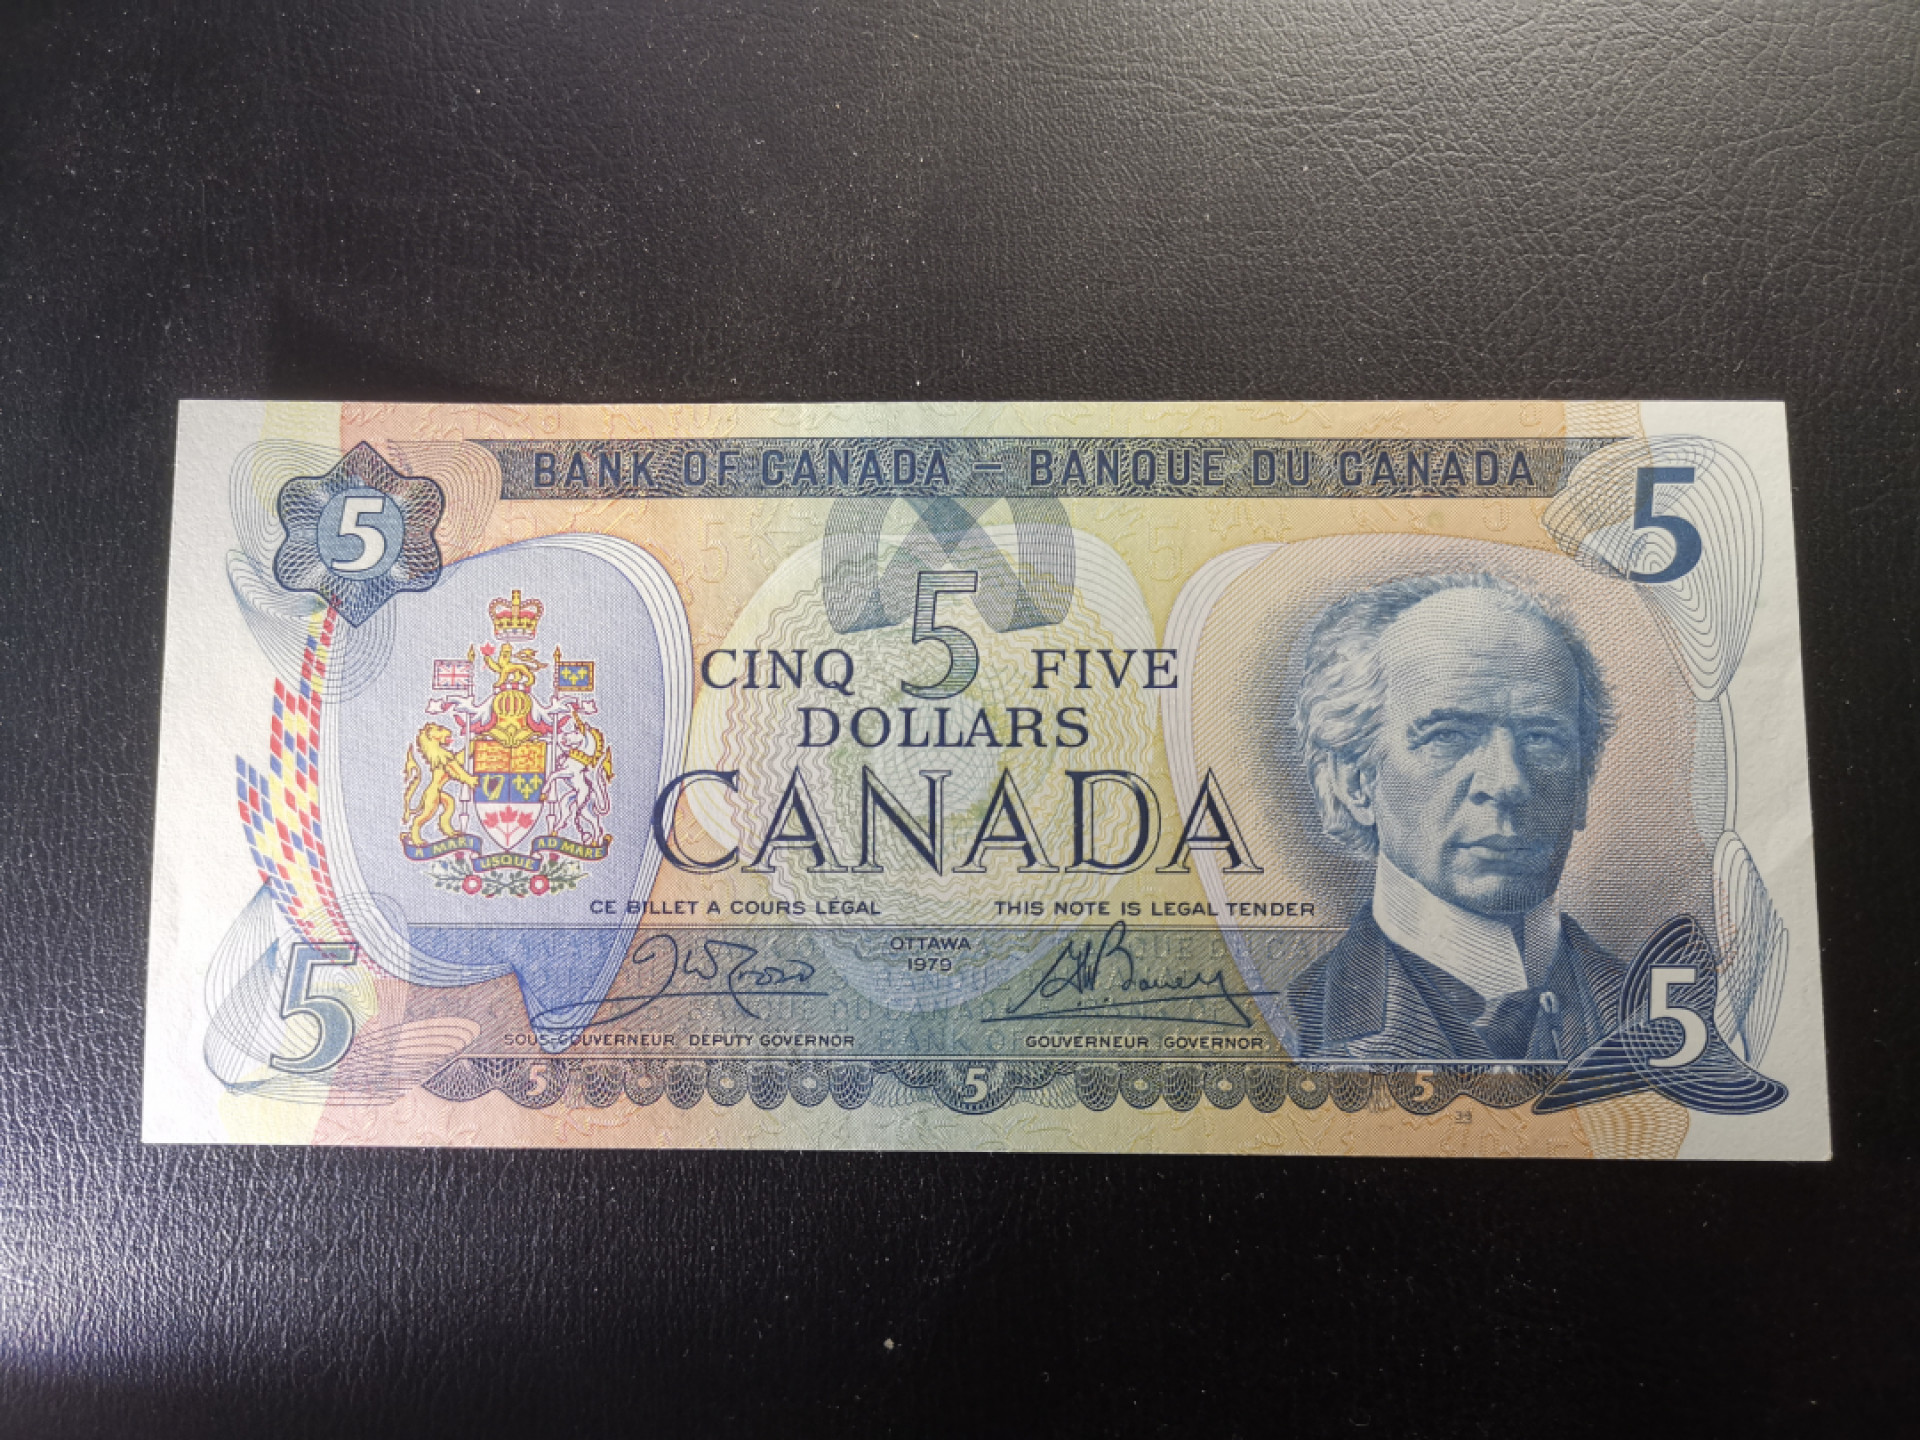 BANK OF CANADA – BANQUE DU CANADA
5
5
5
CINQ FIVE
DOLLARS
CANADA
A MARI USQUE AD MARE
CE BILLET A COURS LÉGAL
THIS NOTE IS LEGAL TENDER
OTTAWA
1979
5
5
SOUS-GOUVERNEUR DEPUTY GOVERNOR
GOUVERNEUR GOVERNOR
5
5
5